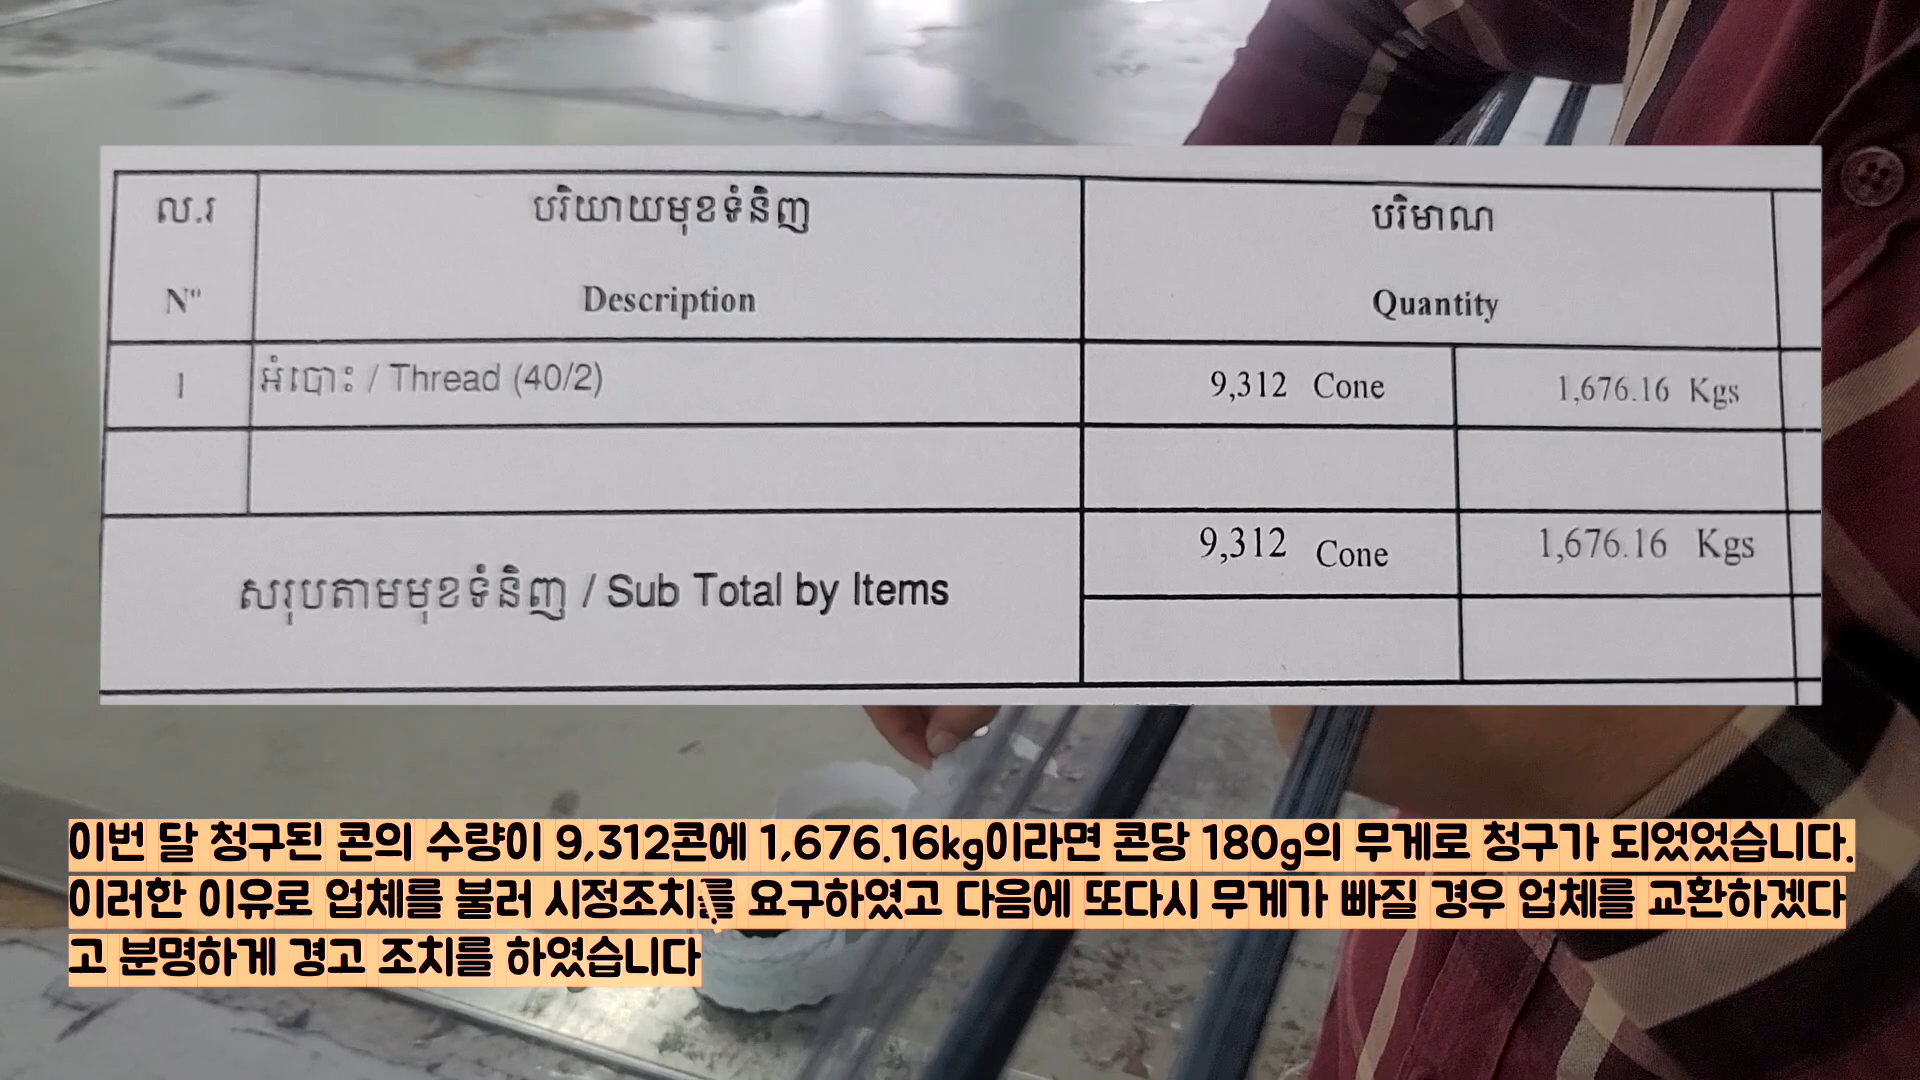 ល.រ
បរិយាយមុខទំនិញ
បរិមាណ
Nº
Description
Quantity
1
អំបោះ / Thread (40/2)
9,312 Cone
1,676.16 Kgs
9,312 Cone
1,676.16 Kgs
សរុបតាមមុខទំនិញ / Sub Total by Items
이번 달 청구된 콘의 수량이 9,312콘에 1,676.16kg이라면 콘당 180g의 무게로 청구가 되었었습니다.
이러한 이유로 업체를 불러 시정조치를 요구하였고 다음에 또다시 무게가 빠질 경우 업체를 교환하겠다
고 분명하게 경고 조치를 하였습니다